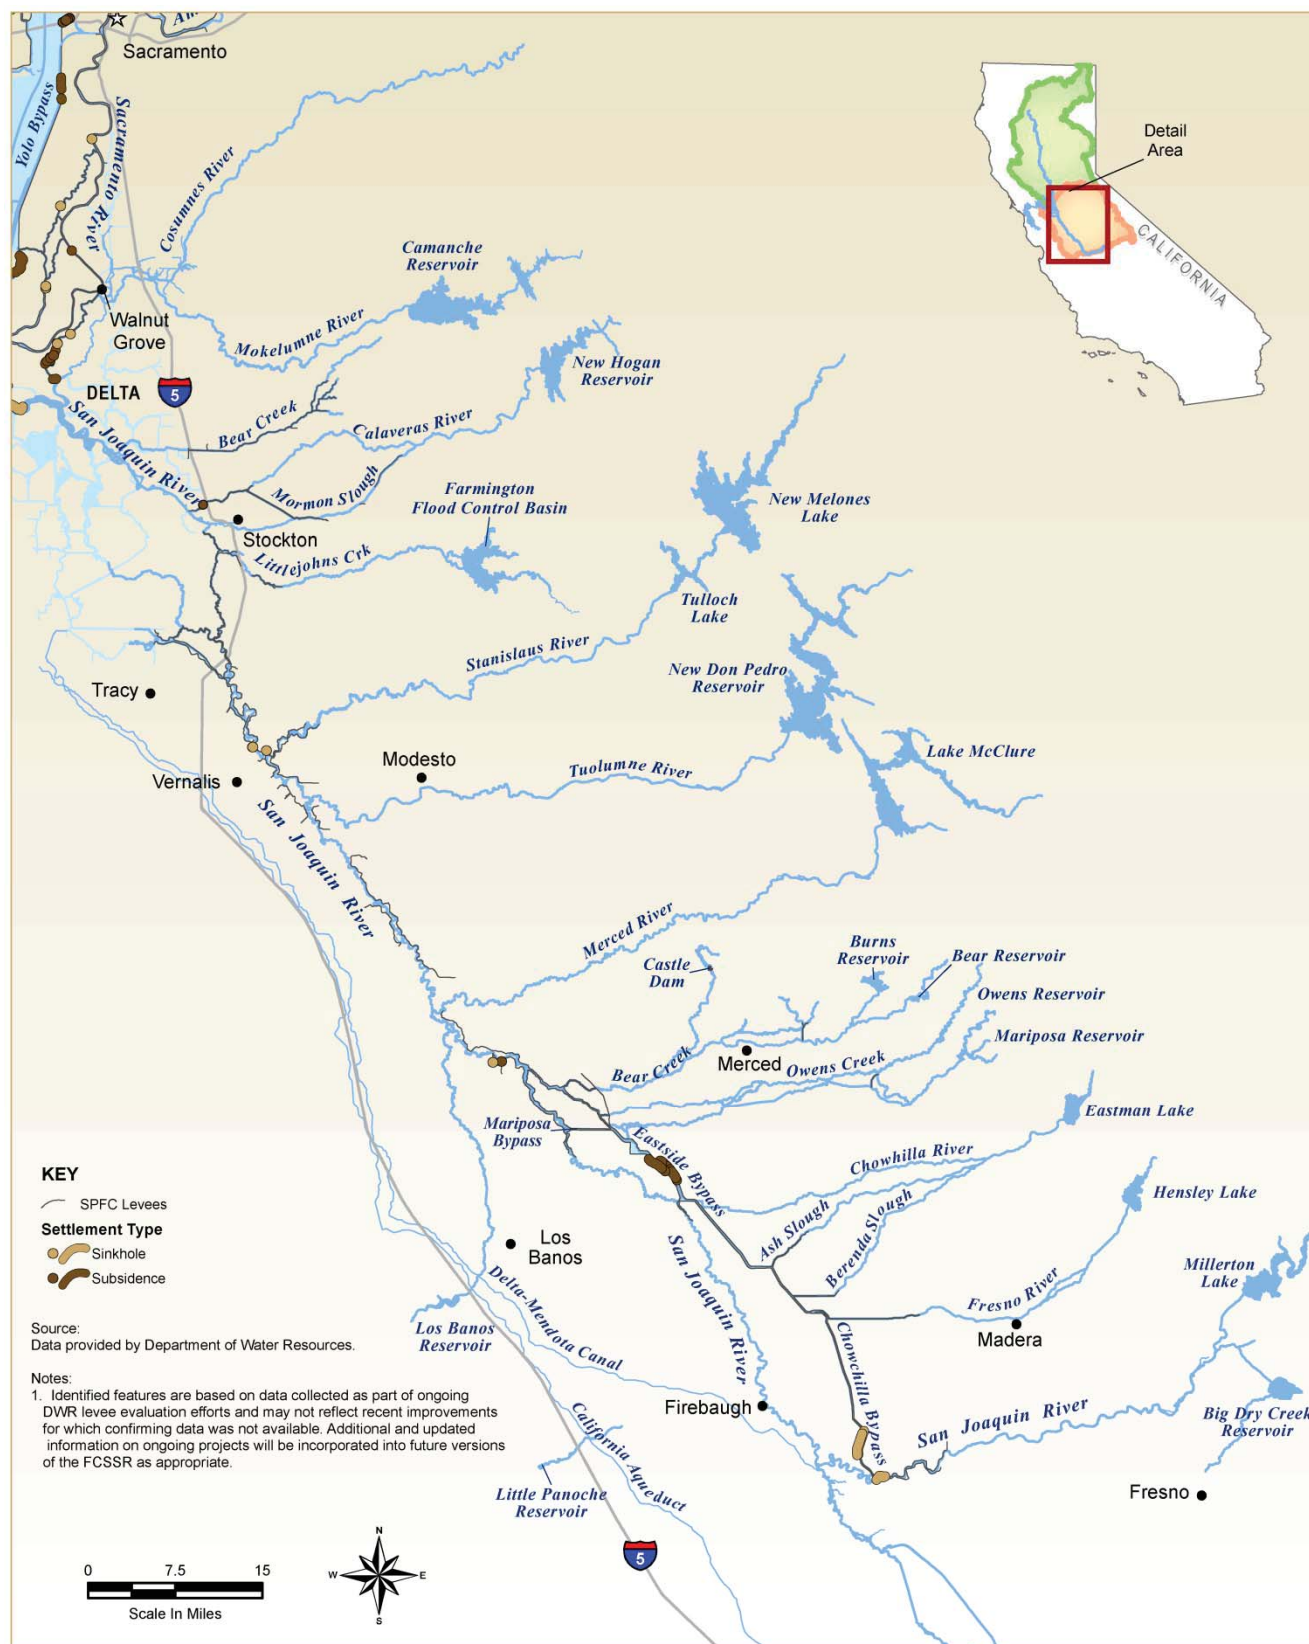 Am
Sacramento
Yolo Bypass
Sacramento River
Cosumnes River
Detail
Area
CALIFORNIA
Camanche
Reservoir
Walnut
Grove
Mokelumne River
New Hogan
Reservoir
DELTA
5
Bear Creek
Calaveras River
San Joaquin River
Mormon Slough
Farmington
Flood Control Basin
New Melones
Lake
Stockton
Littlejohns Crk
Tulloch
Lake
Stanislaus River
New Don Pedro
Reservoir
Tracy
Lake McClure
Modesto
Tuolumne River
Vernalis
San Joaquin River
Merced River
Castle
Dam
Burns
Reservoir
Bear Reservoir
Owens Reservoir
Mariposa Reservoir
Merced
Bear Creek
Owens Creek
Mariposa
Bypass
Eastman Lake
Eastside Bypass
Chowhilla River
KEY
SPFC Levees
Settlement Type
Sinkhole
Subsidence
Hensley Lake
Ash Slough
Berenda Slough
Los
Banos
San Joaquin River
Millerton
Lake
Delta-Mendota Canal
Fresno River
Madera
Los Banos
Reservoir
Source:
Data provided by Department of Water Resources.
Chowchilla Bypass
Notes:
1. Identified features are based on data collected as part of ongoing
DWR levee evaluation efforts and may not reflect recent improvements
for which confirming data was not available. Additional and updated
information on ongoing projects will be incorporated into future versions
of the FCSSR as appropriate.
Firebaugh
San Joaquin River
Big Dry Creek
Reservoir
California Aqueduct
Little Panoche
Reservoir
Fresno
5
0 7.5 15
Scale In Miles
N
W E
S